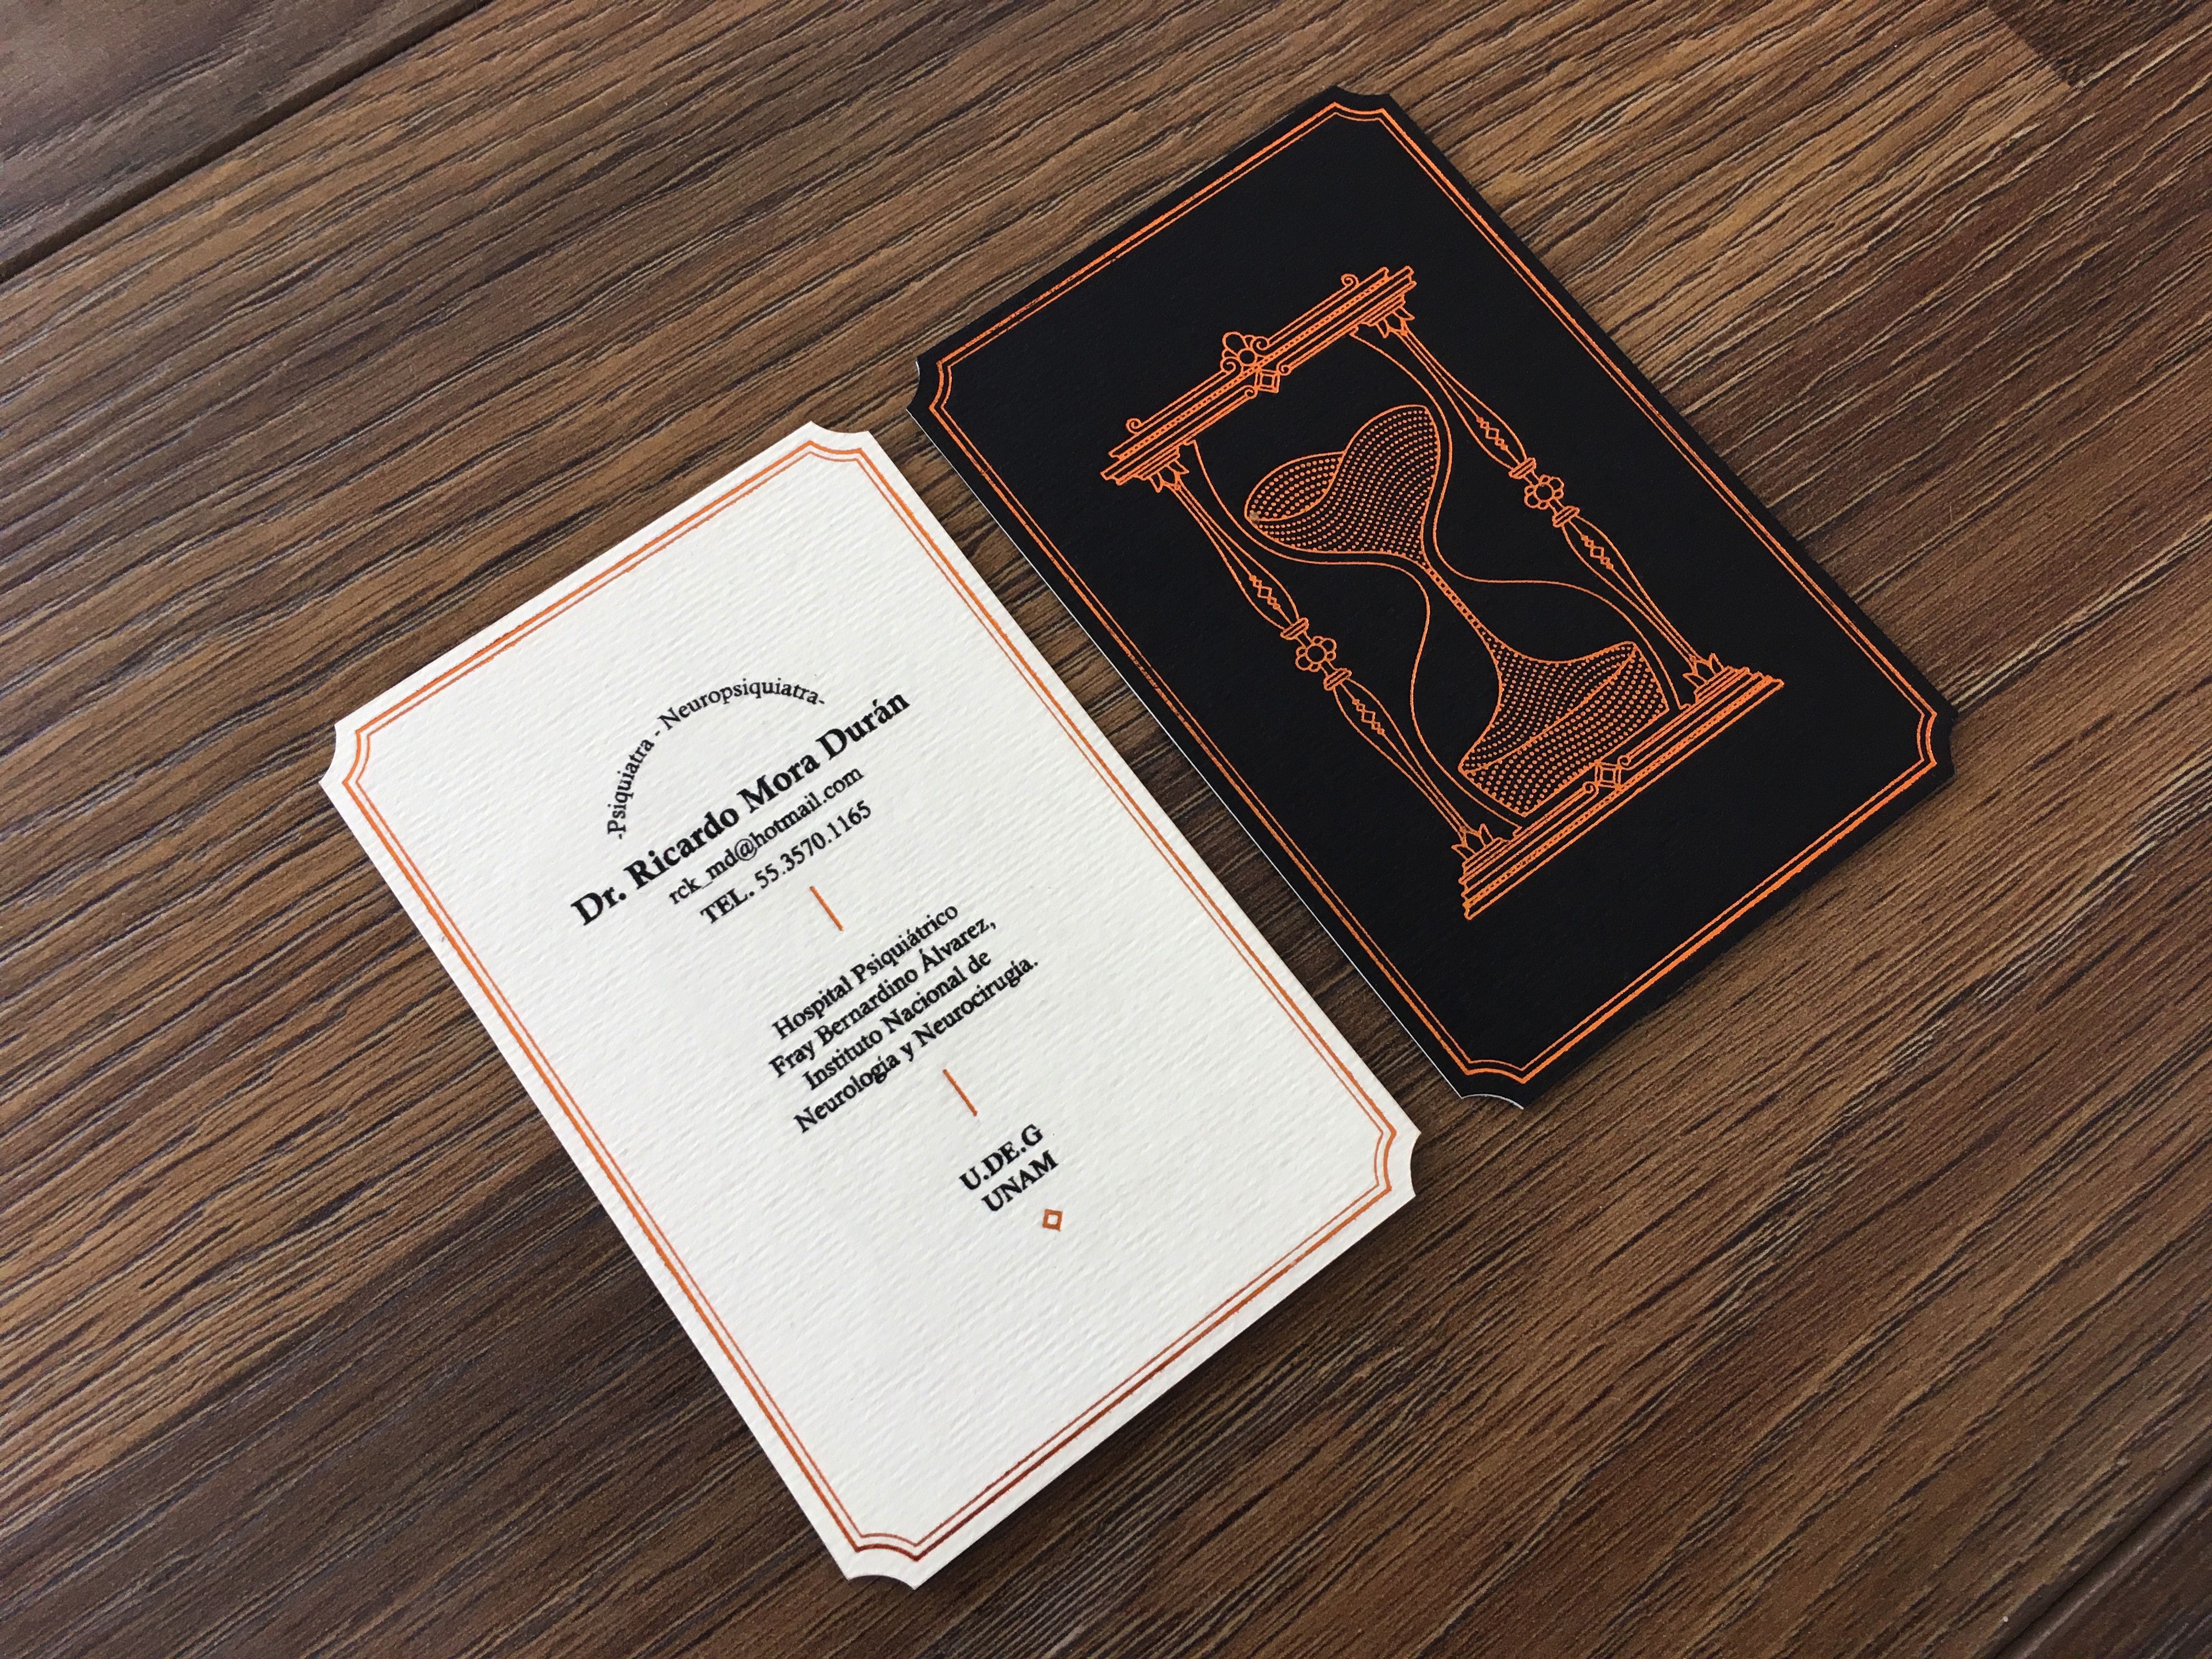 -Psiquiatra - Neuropsiquiatra-
Dr. Ricardo Mora Durán
rck_md@hotmail.com
TEL. 55.3570.1165
Hospital Psiquiátrico
Fray Bernardino Álvarez,
Instituto Nacional de
Neurología y Neurocirugía.
U.DE.G
UNAM